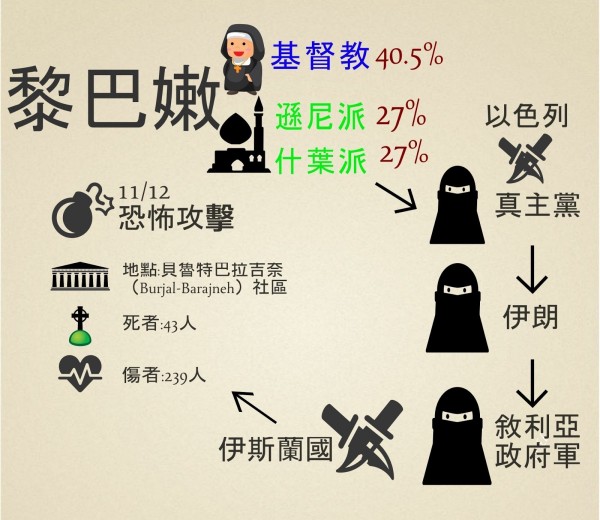 黎巴嫩
基督教 40.5%
遜尼派 27%
什葉派 27%
以色列
真主黨
11/12
恐怖攻擊
地點:貝魯特巴拉吉奈
（Burjal-Barajneh）社區
死者:43人
傷者:239人
伊朗
敘利亞
政府軍
伊斯蘭國